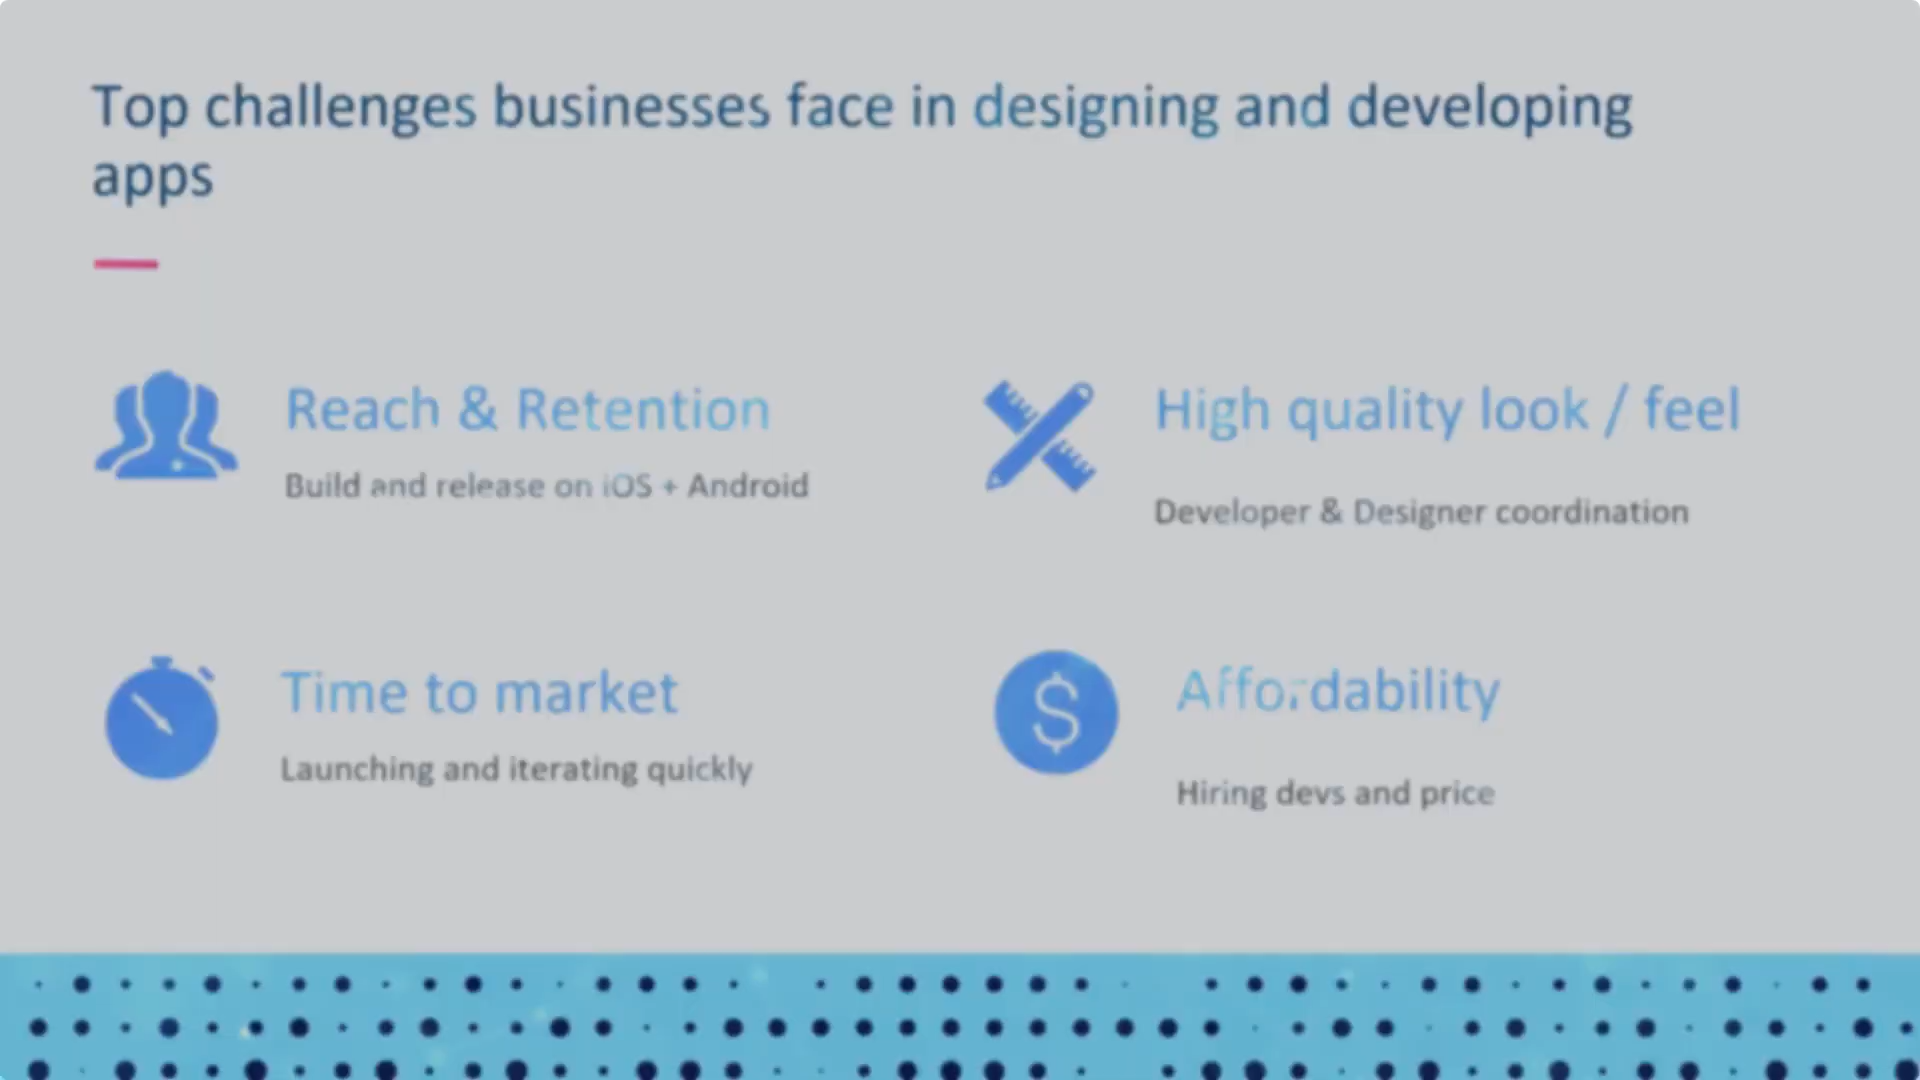 Top challenges businesses face in designing and developing
apps
Reach & Retention
Build and release on iOS + Android
High quality look / feel
Developer & Designer coordination
Time to market
Launching and iterating quickly
Affordability
Hiring devs and price